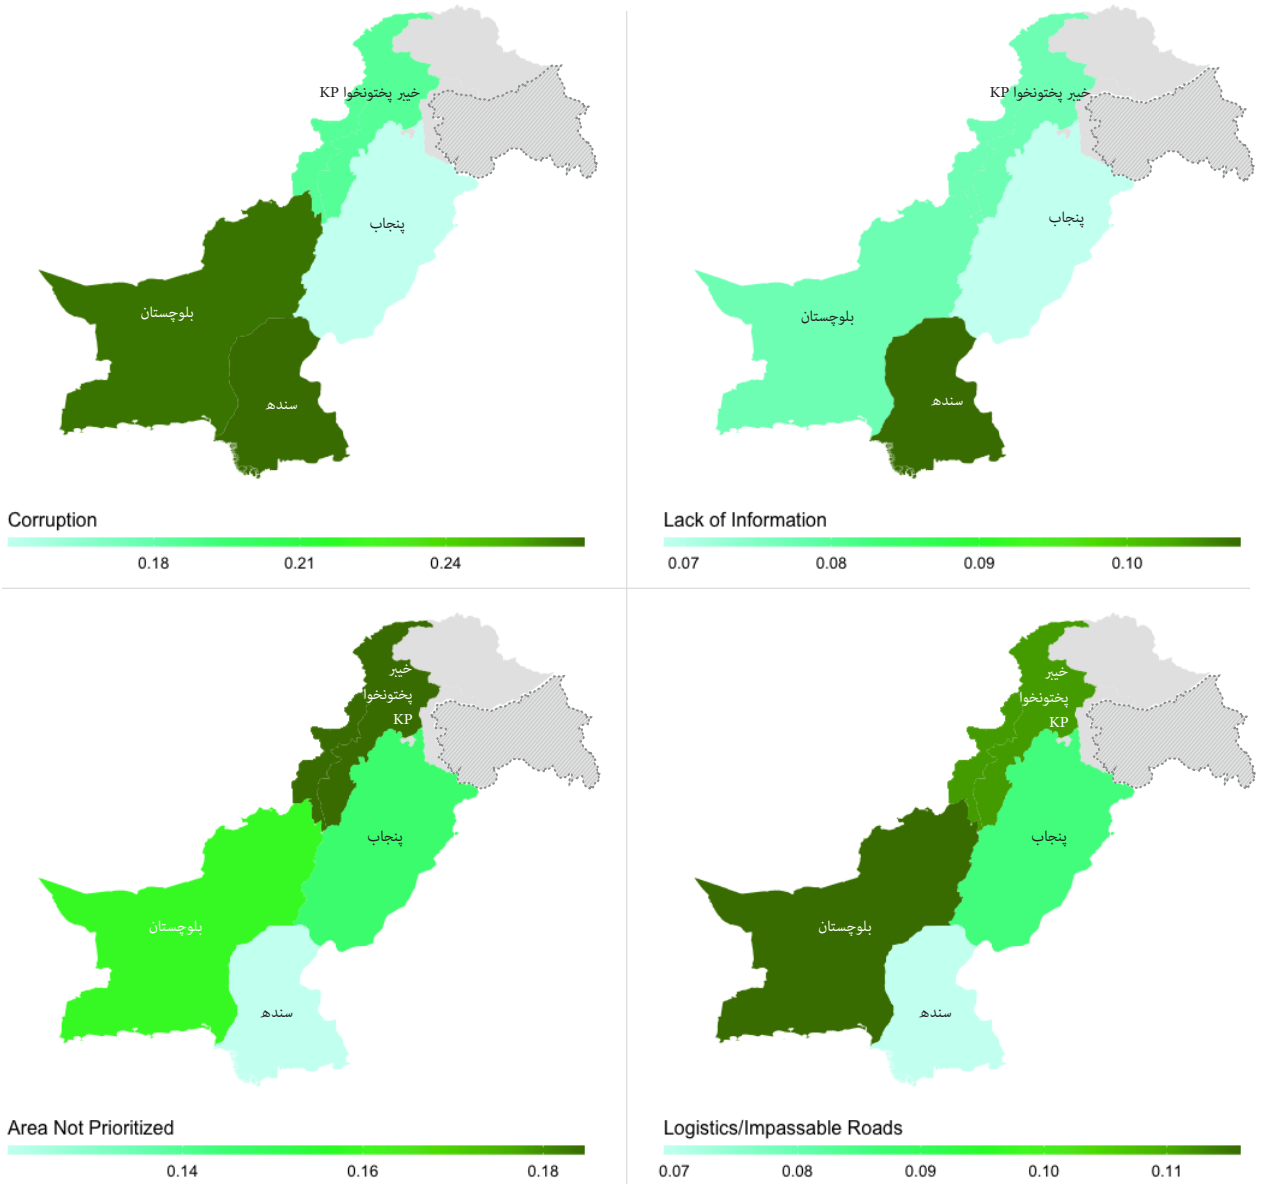 خیبر پختونخوا KP
پنجاب
بلوچستان
سندھ
Corruption
0.18 0.21 0.24
خیبر پختونخوا KP
پنجاب
بلوچستان
سندھ
Lack of Information
0.07 0.08 0.09 0.10
خیبر
پختونخوا
KP
پنجاب
بلوچستان
سندھ
Area Not Prioritized
0.14 0.16 0.18
خیبر
پختونخوا
KP
پنجاب
بلوچستان
سندھ
Logistics/Impassable Roads
0.07 0.08 0.09 0.10 0.11